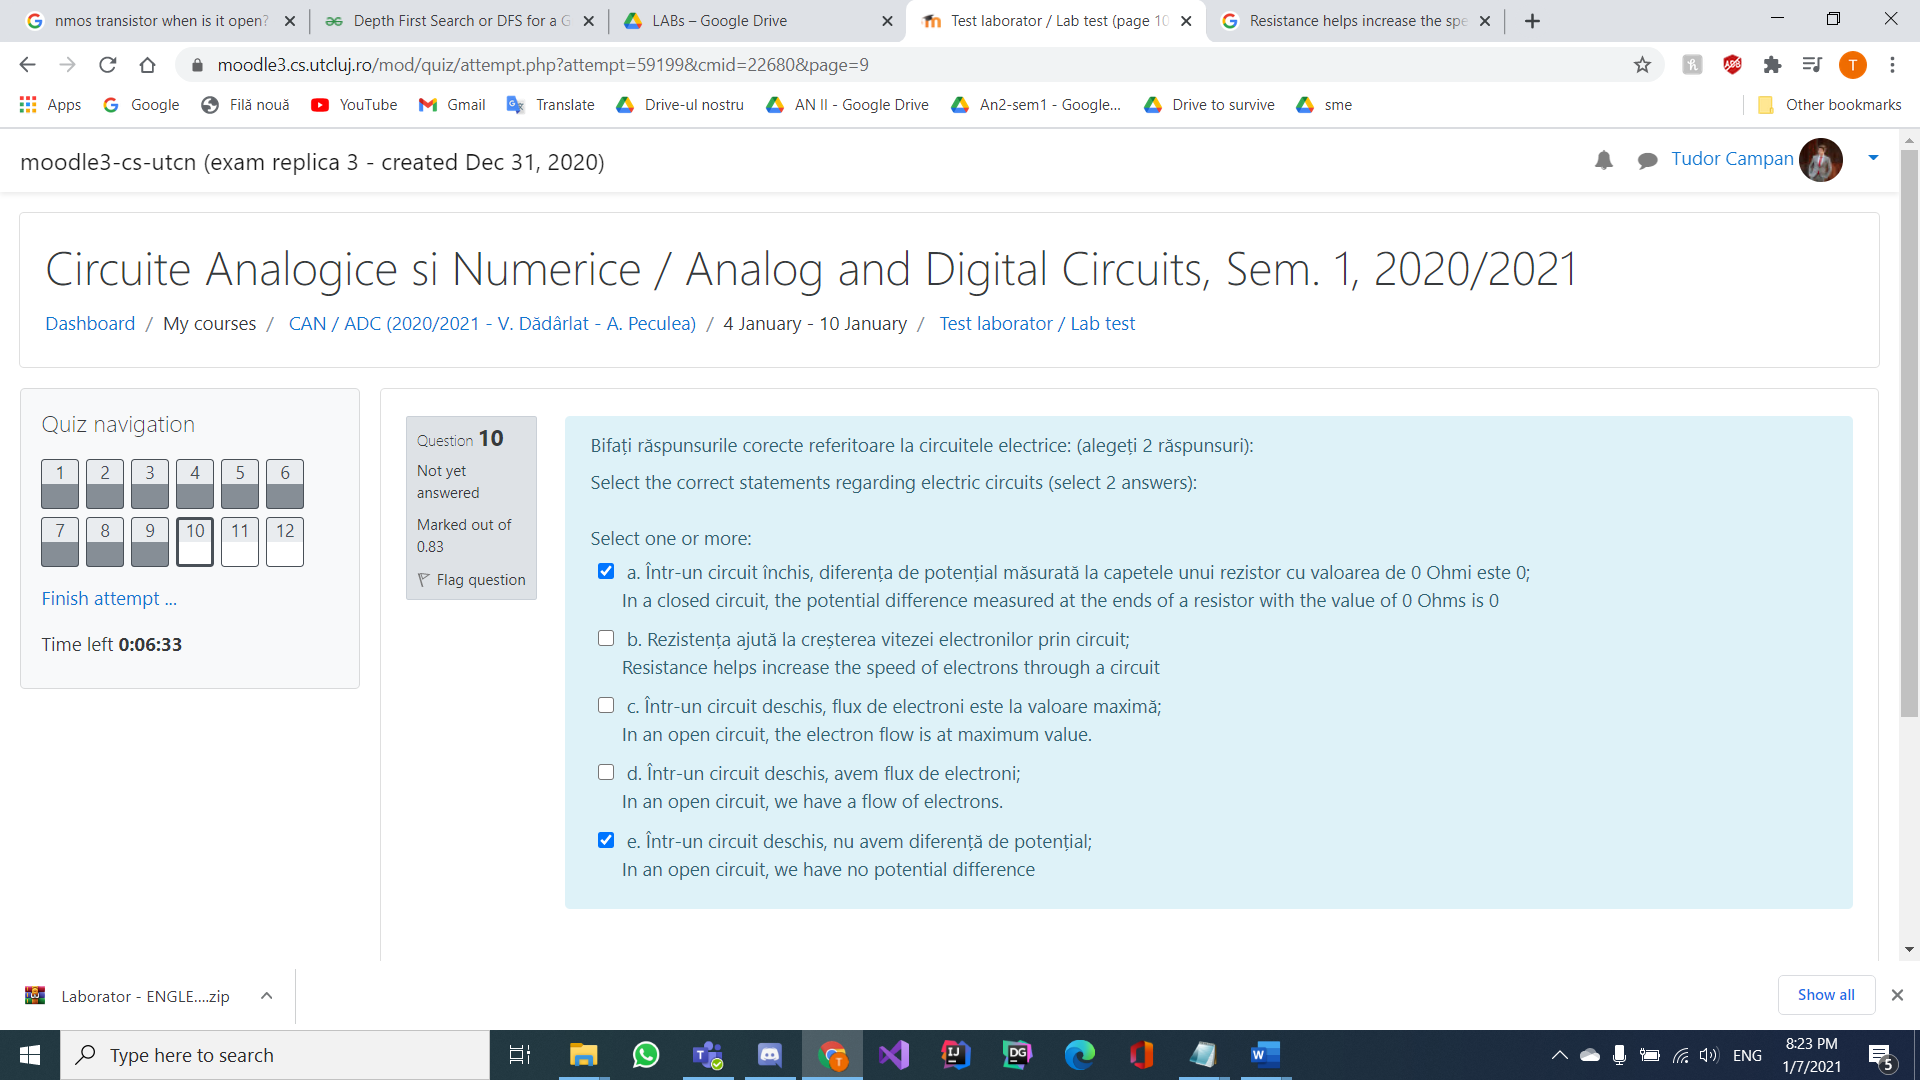 nmos transistor when is it open?
Depth First Search or DFS for a G
LABs – Google Drive
Test laborator / Lab test (page 10
Resistance helps increase the spe
moodle3.cs.utcluj.ro/mod/quiz/attempt.php?attempt=59199&cmid=22680&page=9
T
Apps
Google
Filă nouă
YouTube
Gmail
Translate
Drive-ul nostru
AN II - Google Drive
An2-sem1 - Google...
Drive to survive
sme
Other bookmarks
moodle3-cs-utcn (exam replica 3 - created Dec 31, 2020)
Tudor Campan
Circuite Analogice si Numerice / Analog and Digital Circuits, Sem. 1, 2020/2021
Dashboard / My courses / CAN / ADC (2020/2021 - V. Dădârlat - A. Peculea) / 4 January - 10 January / Test laborator / Lab test
Quiz navigation
1 2 3 4 5 6
7 8 9 10 11 12
Finish attempt ...
Time left 0:06:33
Question 10
Not yet
answered
Marked out of
0.83
Flag question
Bifați răspunsurile corecte referitoare la circuitele electrice: (alegeți 2 răspunsuri):
Select the correct statements regarding electric circuits (select 2 answers):
Select one or more:
a. Într-un circuit închis, diferența de potențial măsurată la capetele unui rezistor cu valoarea de 0 Ohmi este 0;
In a closed circuit, the potential difference measured at the ends of a resistor with the value of 0 Ohms is 0
b. Rezistența ajută la creșterea vitezei electronilor prin circuit;
Resistance helps increase the speed of electrons through a circuit
c. Într-un circuit deschis, flux de electroni este la valoare maximă;
In an open circuit, the electron flow is at maximum value.
d. Într-un circuit deschis, avem flux de electroni;
In an open circuit, we have a flow of electrons.
e. Într-un circuit deschis, nu avem diferență de potențial;
In an open circuit, we have no potential difference
Laborator - ENGLE....zip
Show all
Type here to search
ENG
8:23 PM
1/7/2021
5